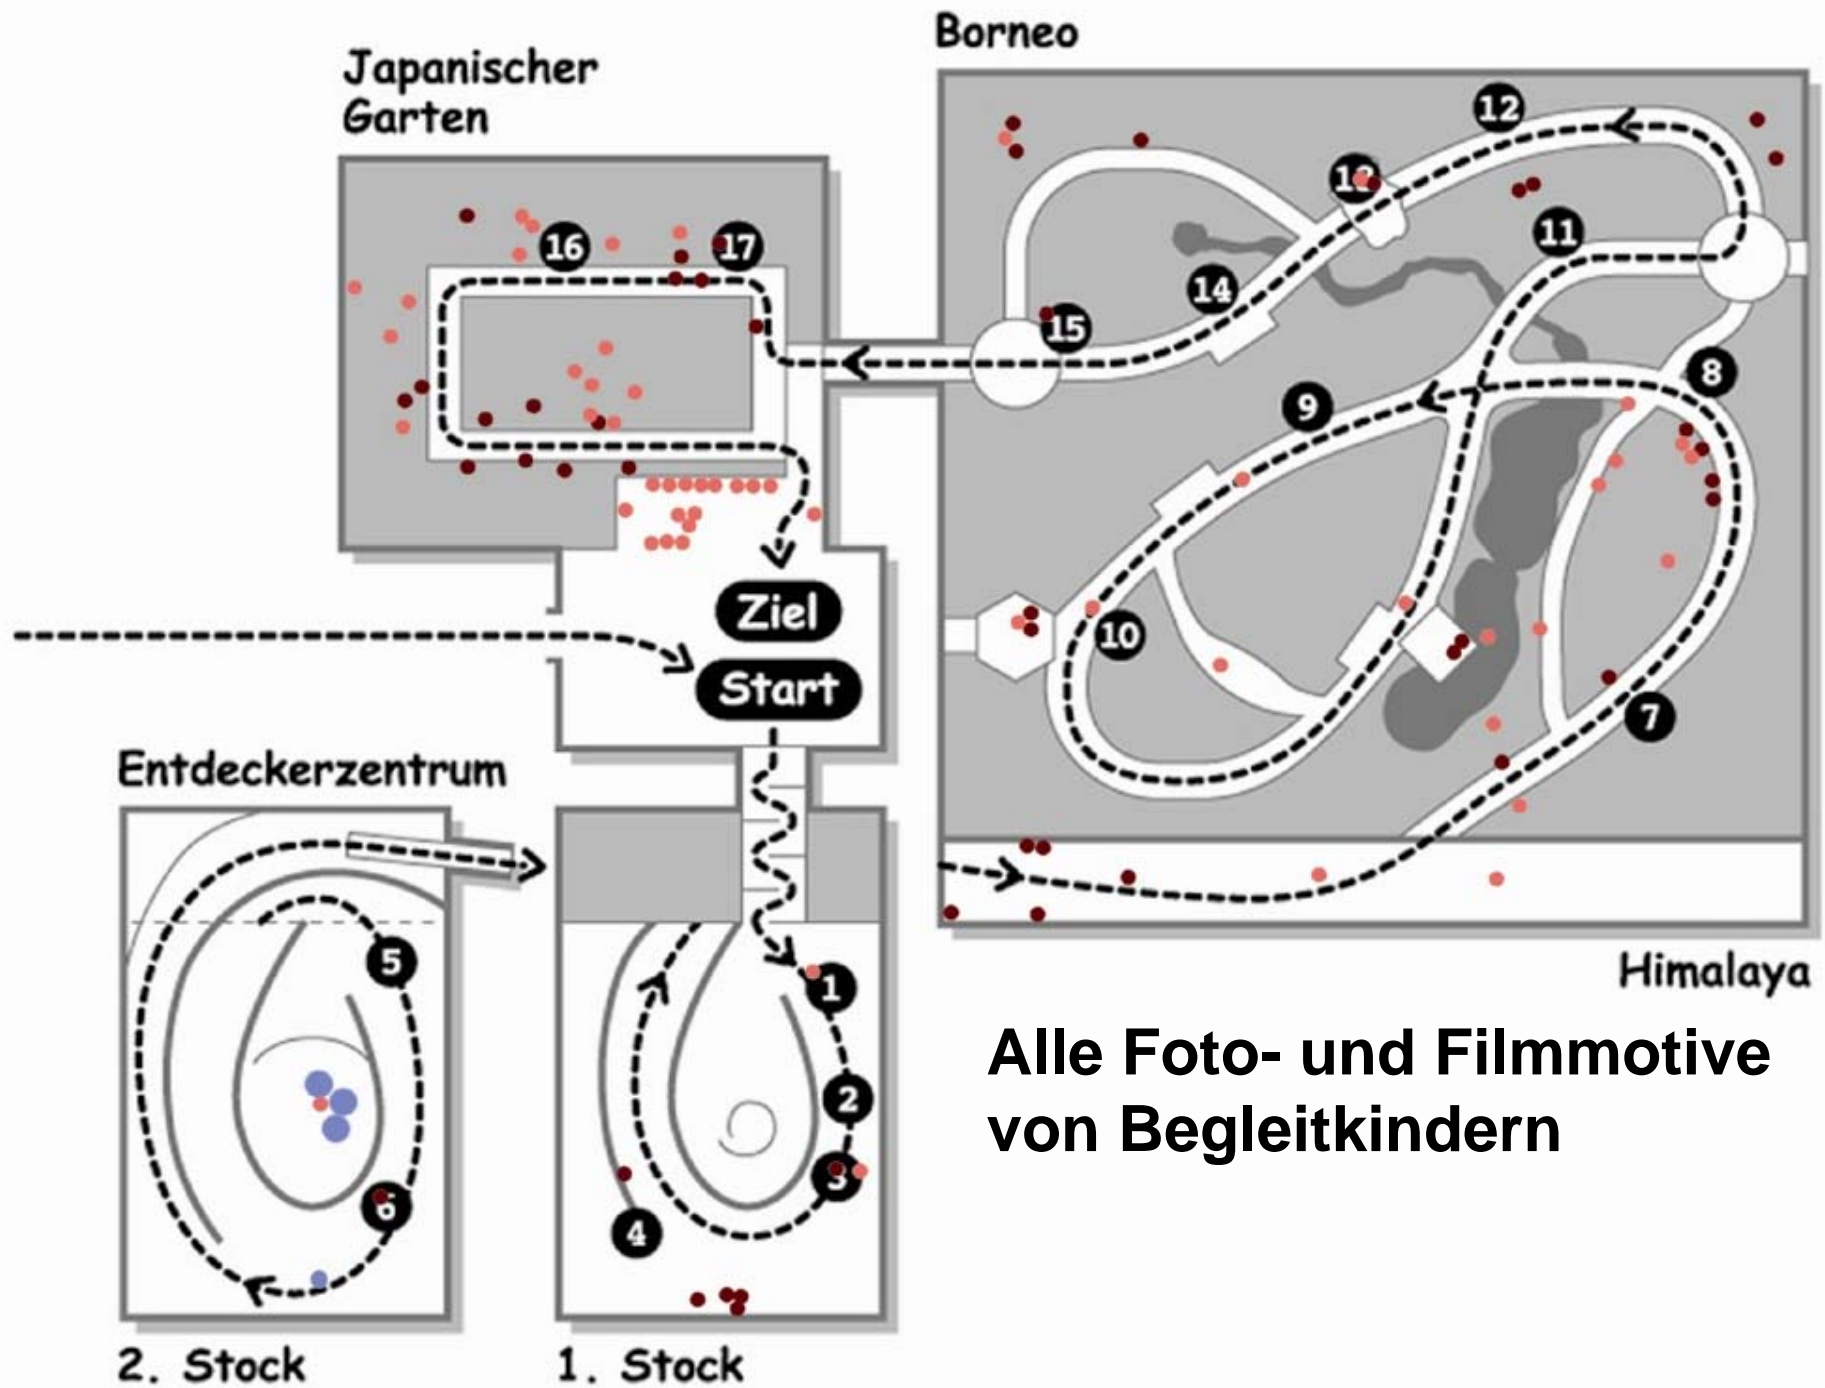 Borneo
Japanischer
Garten
12
13
16
17
11
14
15
8
9
10
Ziel
Start
7
Entdeckerzentrum
5
1
Himalaya
Alle Foto- und Filmmotive
von Begleitkindern
2
3
6
4
2. Stock
1. Stock